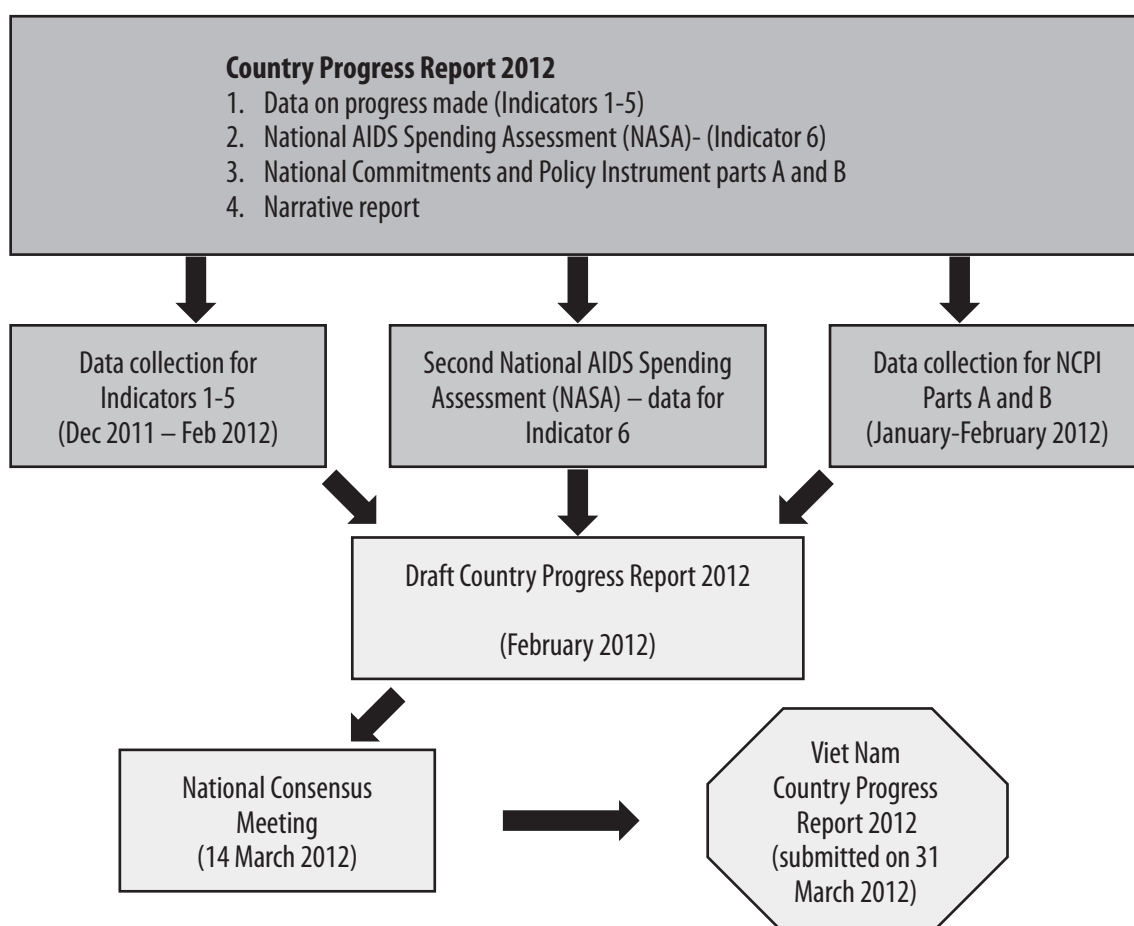 Country Progress Report 2012
1. Data on progress made (Indicators 1-5)
2. National AIDS Spending Assessment (NASA)- (Indicator 6)
3. National Commitments and Policy Instrument parts A and B
4. Narrative report
Data collection for
Indicators 1-5
(Dec 2011 – Feb 2012)
Second National AIDS Spending
Assessment (NASA) – data for
Indicator 6
Data collection for NCPI
Parts A and B
(January-February 2012)
Draft Country Progress Report 2012
(February 2012)
National Consensus
Meeting
(14 March 2012)
Viet Nam
Country Progress
Report 2012
(submitted on 31
March 2012)